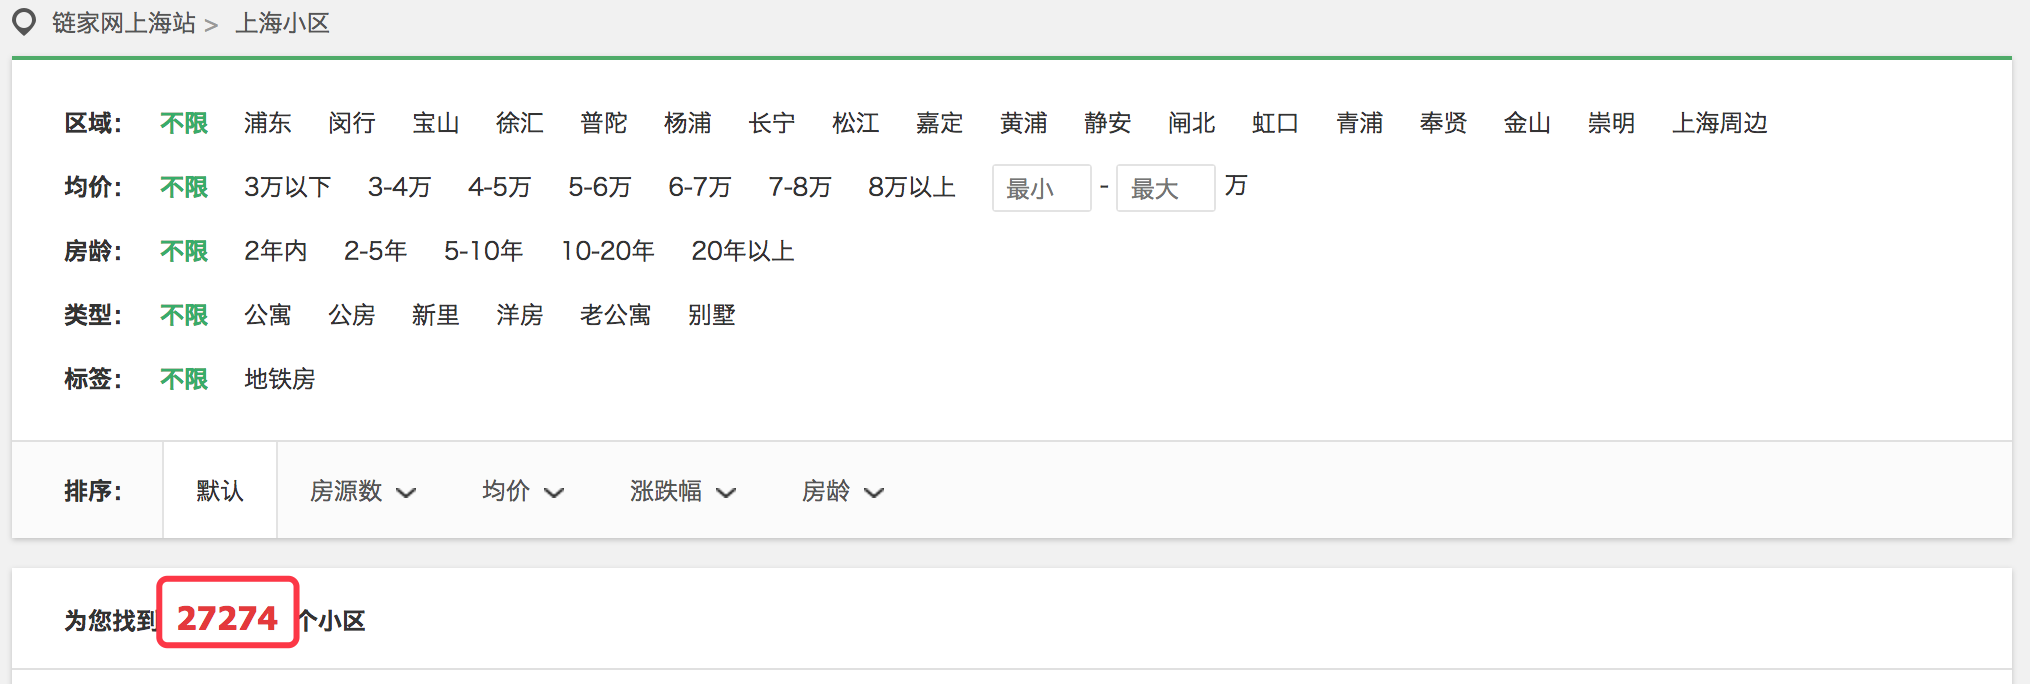 链家网上海站 > 上海小区
区域： 不限 浦东 闵行 宝山 徐汇 普陀 杨浦 长宁 松江 嘉定 黄浦 静安 闸北 虹口 青浦 奉贤 金山 崇明 上海周边
均价： 不限 3万以下 3-4万 4-5万 5-6万 6-7万 7-8万 8万以上 最小 - 最大 万
房龄： 不限 2年内 2-5年 5-10年 10-20年 20年以上
类型： 不限 公寓 公房 新里 洋房 老公寓 别墅
标签： 不限 地铁房
排序： 默认 房源数 均价 涨跌幅 房龄
为您找到 27274 个小区